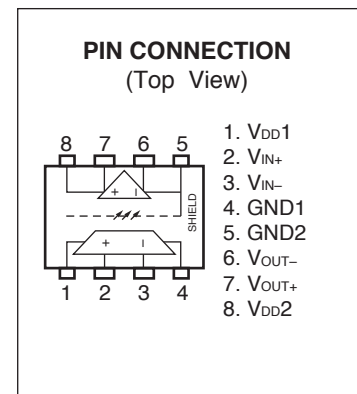 PIN CONNECTION
(Top View)
8 7 6 5
+ –
SHIELD
+ –
1 2 3 4
1. VDD1
2. VIN+
3. VIN–
4. GND1
5. GND2
6. VOUT–
7. VOUT+
8. VDD2